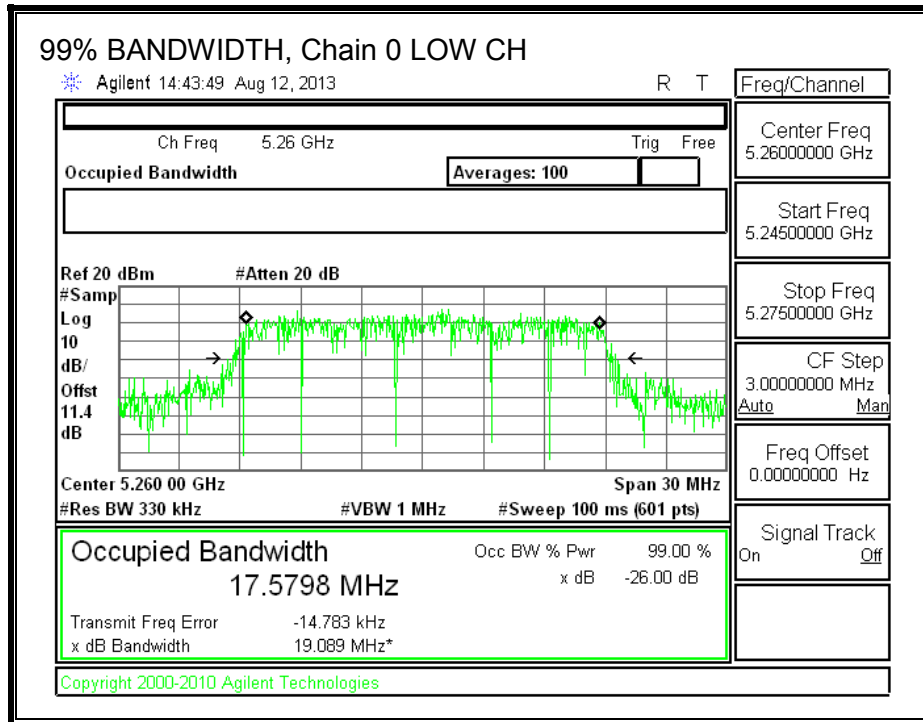 99% BANDWIDTH, Chain 0 LOW CH
Agilent 14:43:49 Aug 12, 2013 R T
Freq/Channel
Ch Freq 5.26 GHz Trig Free
Occupied Bandwidth Averages: 100
Center Freq
5.26000000 GHz
Start Freq
5.24500000 GHz
Stop Freq
5.27500000 GHz
CF Step
3.00000000 MHz
Auto Man
Freq Offset
0.00000000 Hz
Signal Track
On Off
Ref 20 dBm #Atten 20 dB
#Samp
Log
10
dB/
Offst
11.4
dB
Center 5.260 00 GHz Span 30 MHz
#Res BW 330 kHz #VBW 1 MHz #Sweep 100 ms (601 pts)
Occupied Bandwidth Occ BW % Pwr 99.00 %
17.5798 MHz x dB -26.00 dB
Transmit Freq Error -14.783 kHz
x dB Bandwidth 19.089 MHz*
Copyright 2000-2010 Agilent Technologies